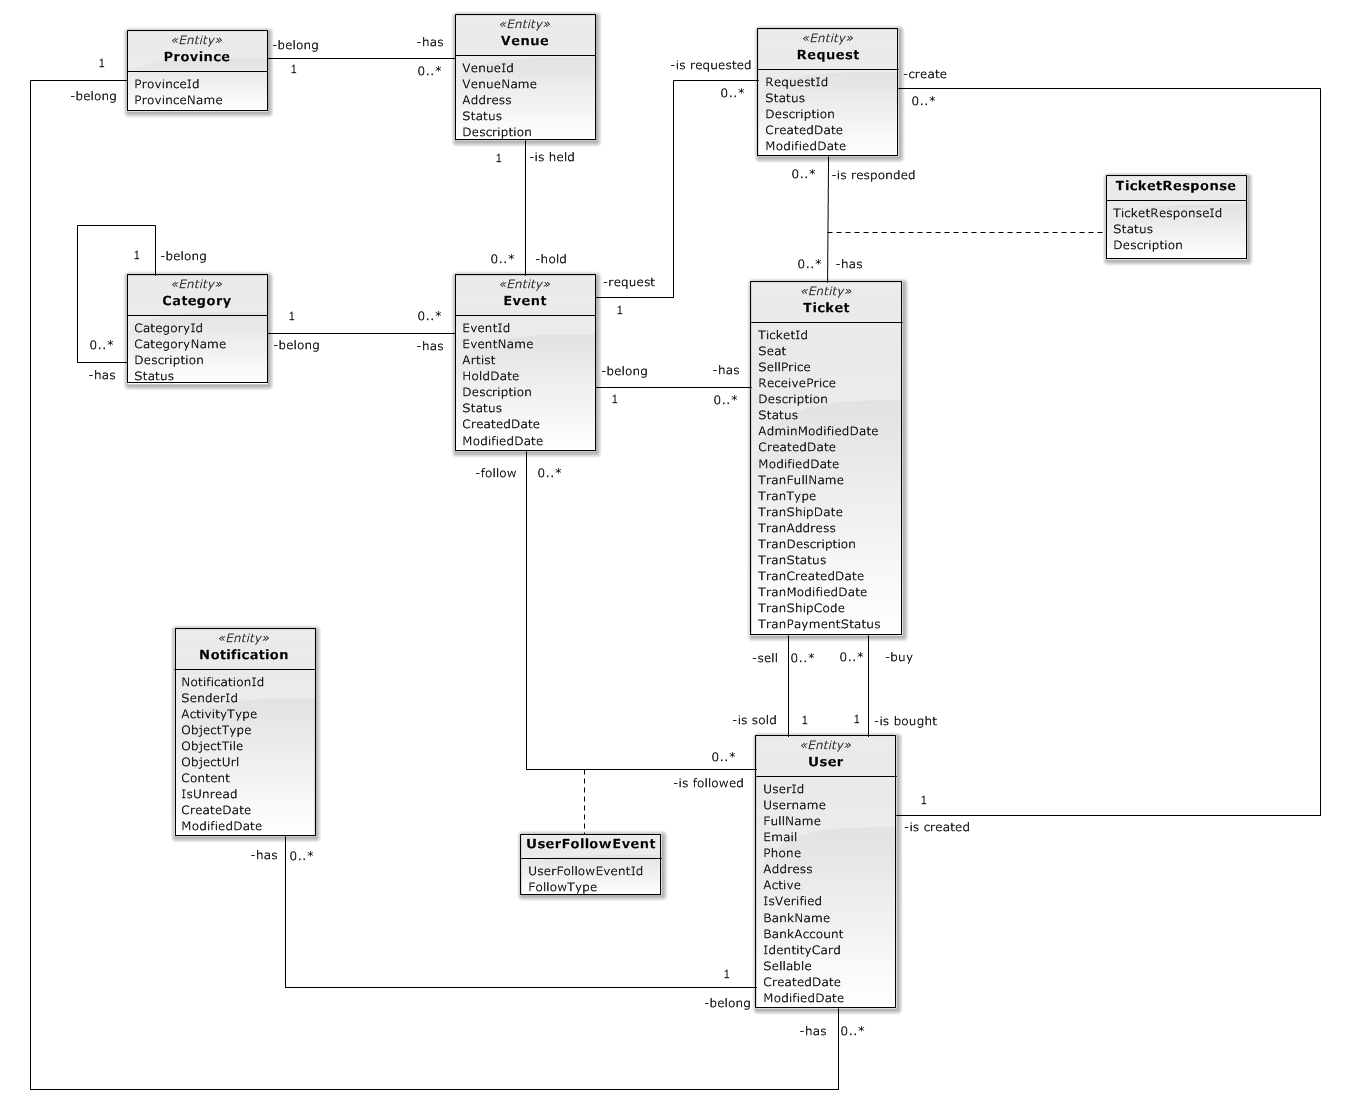 «Entity»
Province
ProvinceId
ProvinceName
1
-belong
-belong
1
-has
0..*
«Entity»
Venue
VenueId
VenueName
Address
Status
Description
1
-is held
0..*
-hold
«Entity»
Request
RequestId
Status
Description
CreatedDate
ModifiedDate
-is requested
0..*
-create
0..*
0..*
-is responded
0..*
-has
TicketResponse
TicketResponseId
Status
Description
1
-belong
0..*
-has
«Entity»
Category
CategoryId
CategoryName
Description
Status
1
-belong
0..*
-has
«Entity»
Event
EventId
EventName
Artist
HoldDate
Description
Status
CreatedDate
ModifiedDate
-request
1
-belong
1
-has
0..*
-follow
0..*
«Entity»
Ticket
TicketId
Seat
SellPrice
ReceivePrice
Description
Status
AdminModifiedDate
CreatedDate
ModifiedDate
TranFullName
TranType
TranShipDate
TranAddress
TranDescription
TranStatus
TranCreatedDate
TranModifiedDate
TranShipCode
TranPaymentStatus
-sell
0..*
0..*
-buy
-is sold
1
1
-is bought
«Entity»
Notification
NotificationId
SenderId
ActivityType
ObjectType
ObjectTile
ObjectUrl
Content
IsUnread
CreateDate
ModifiedDate
-has
0..*
0..*
-is followed
UserFollowEvent
UserFollowEventId
FollowType
«Entity»
User
UserId
Username
FullName
Email
Phone
Address
Active
IsVerified
BankName
BankAccount
IdentityCard
Sellable
CreatedDate
ModifiedDate
1
-is created
1
-belong
-has
0..*